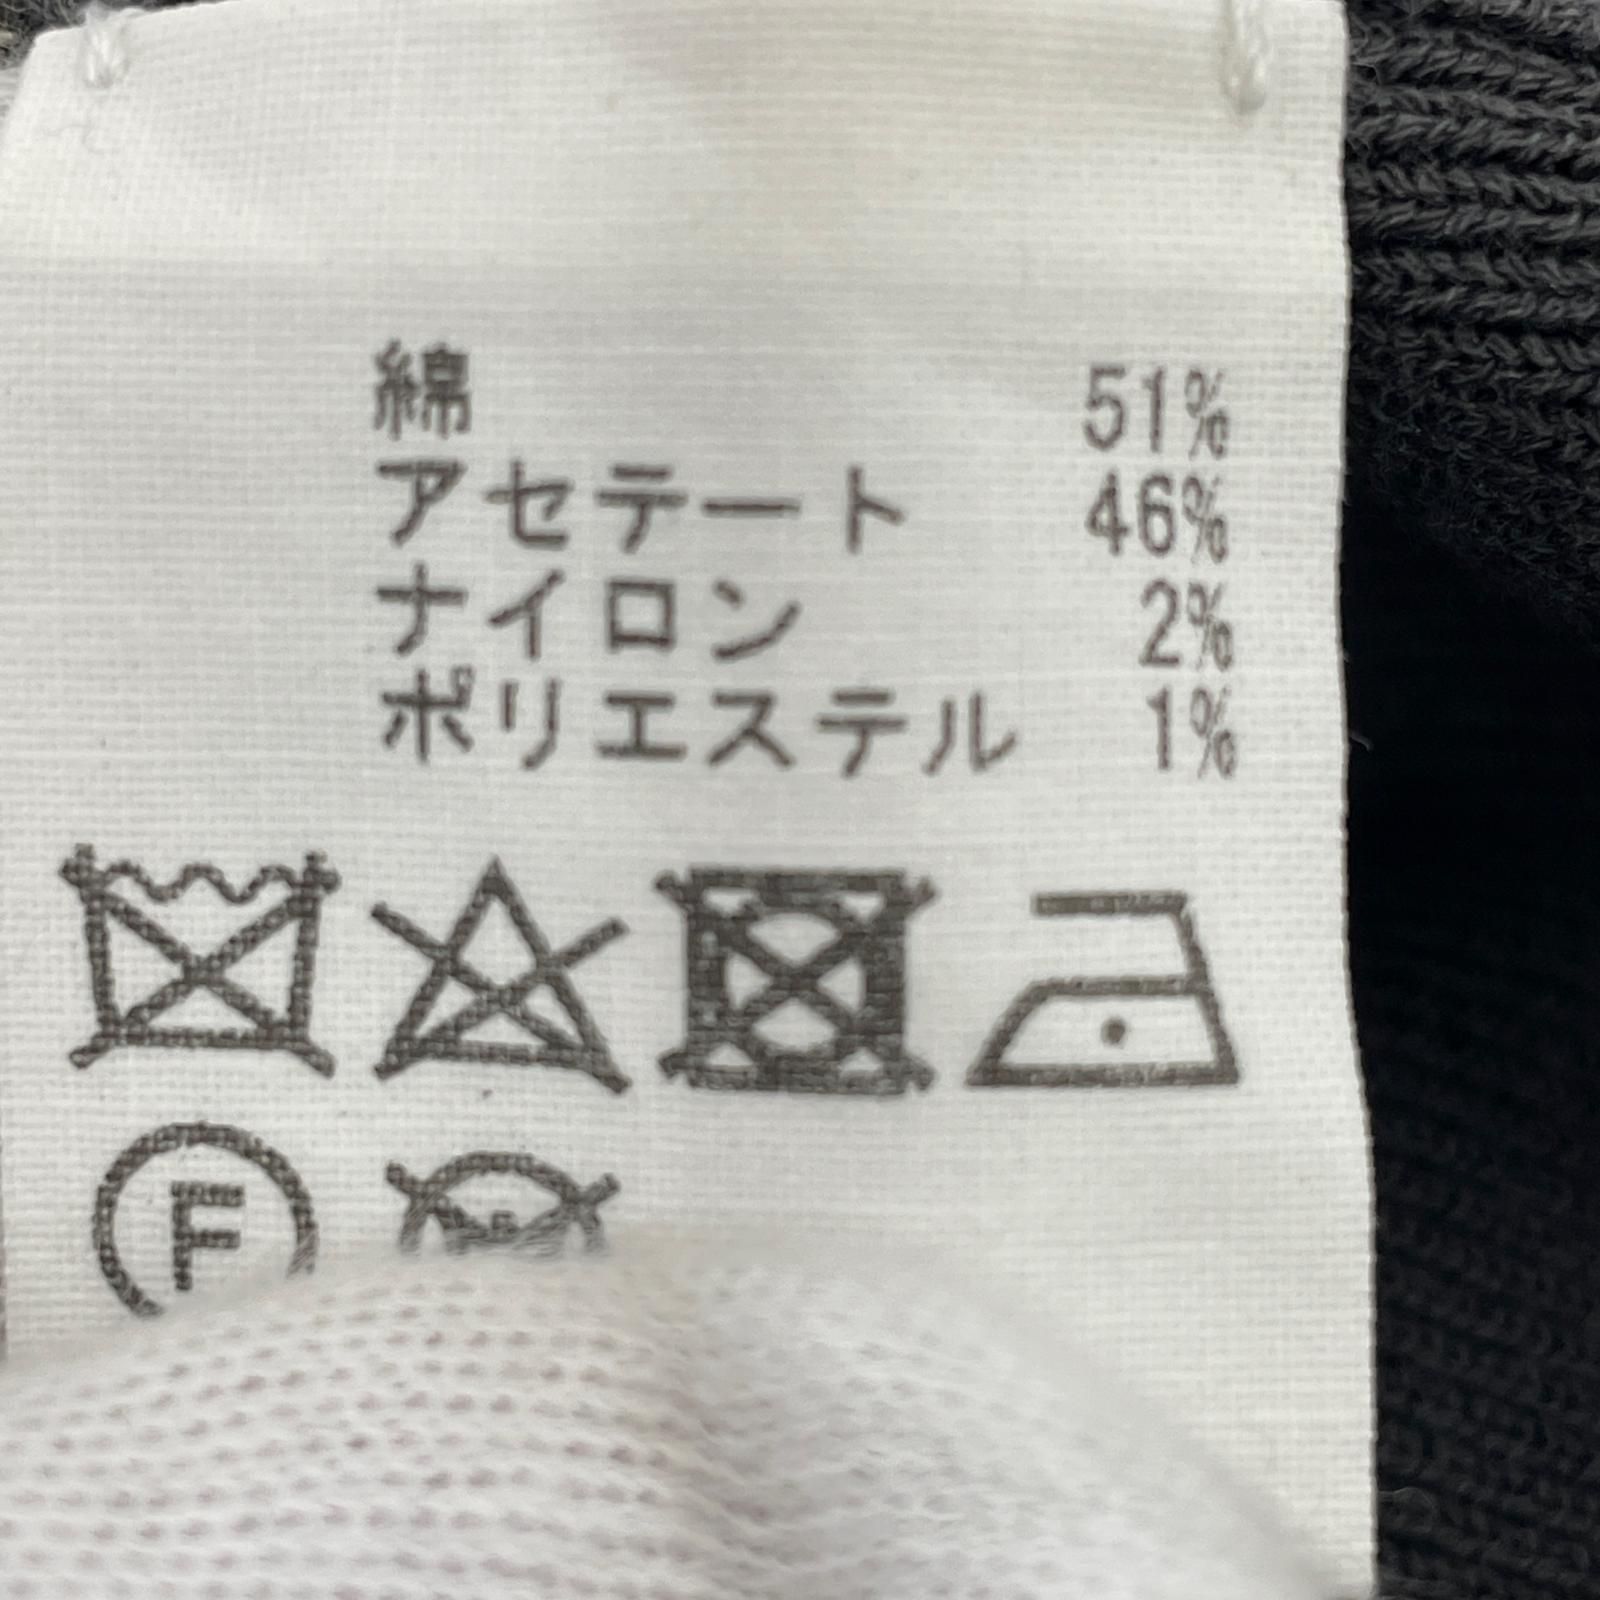 綿 51%
アセテート 46%
ナイロン 2%
ポリエステル 1%
F